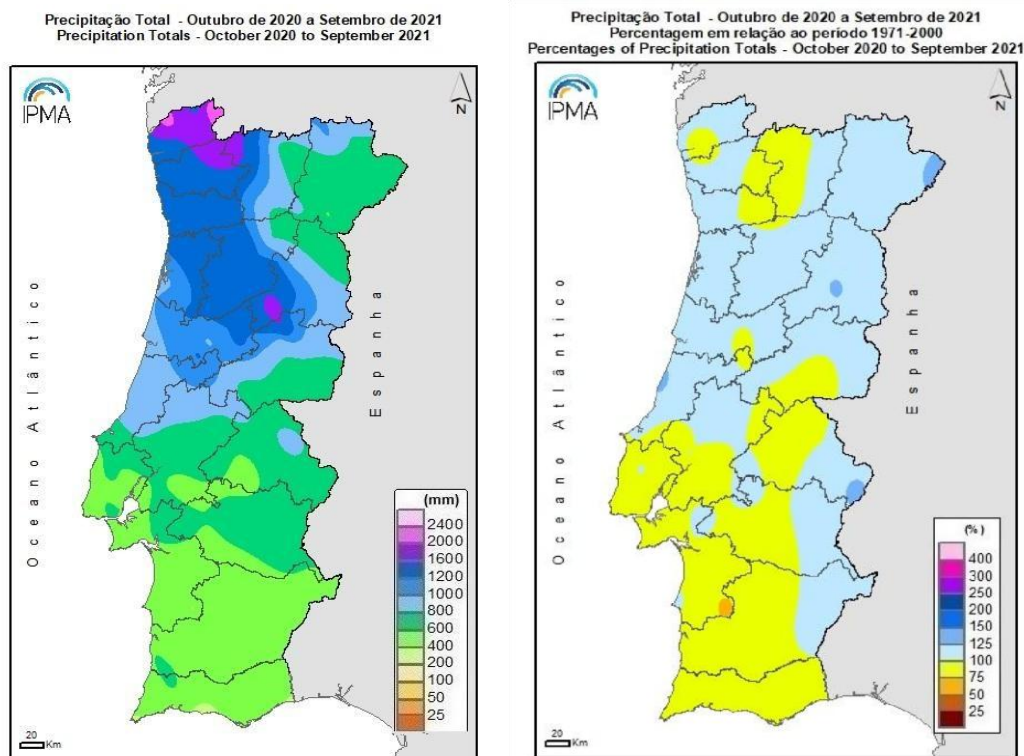 Precipitação Total - Outubro de 2020 a Setembro de 2021
Precipitation Totals - October 2020 to September 2021
IPMA
N
Oceano Atlântico
Espanha
(mm)
2400
2000
1600
1200
1000
800
600
400
200
100
50
25
20
Km
Precipitação Total - Outubro de 2020 a Setembro de 2021
Percentagem em relação ao período 1971-2000
Percentages of Precipitation Totals - October 2020 to September 2021
IPMA
N
Oceano Atlântico
Espanha
(%)
400
300
250
200
150
125
100
75
50
25
20
Km